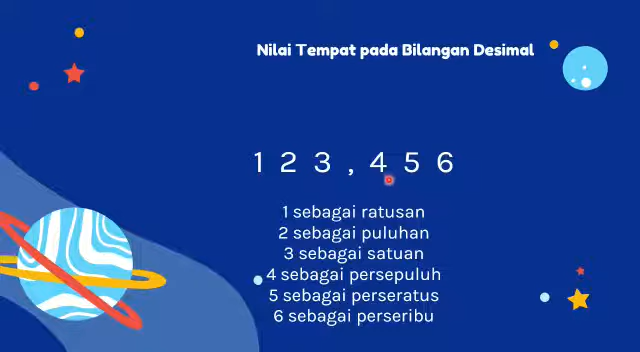 Nilai Tempat pada Bilangan Desimal
1 2 3 , 4 5 6
1 sebagai ratusan
2 sebagai puluhan
3 sebagai satuan
4 sebagai persepuluh
5 sebagai perseratus
6 sebagai perseribu